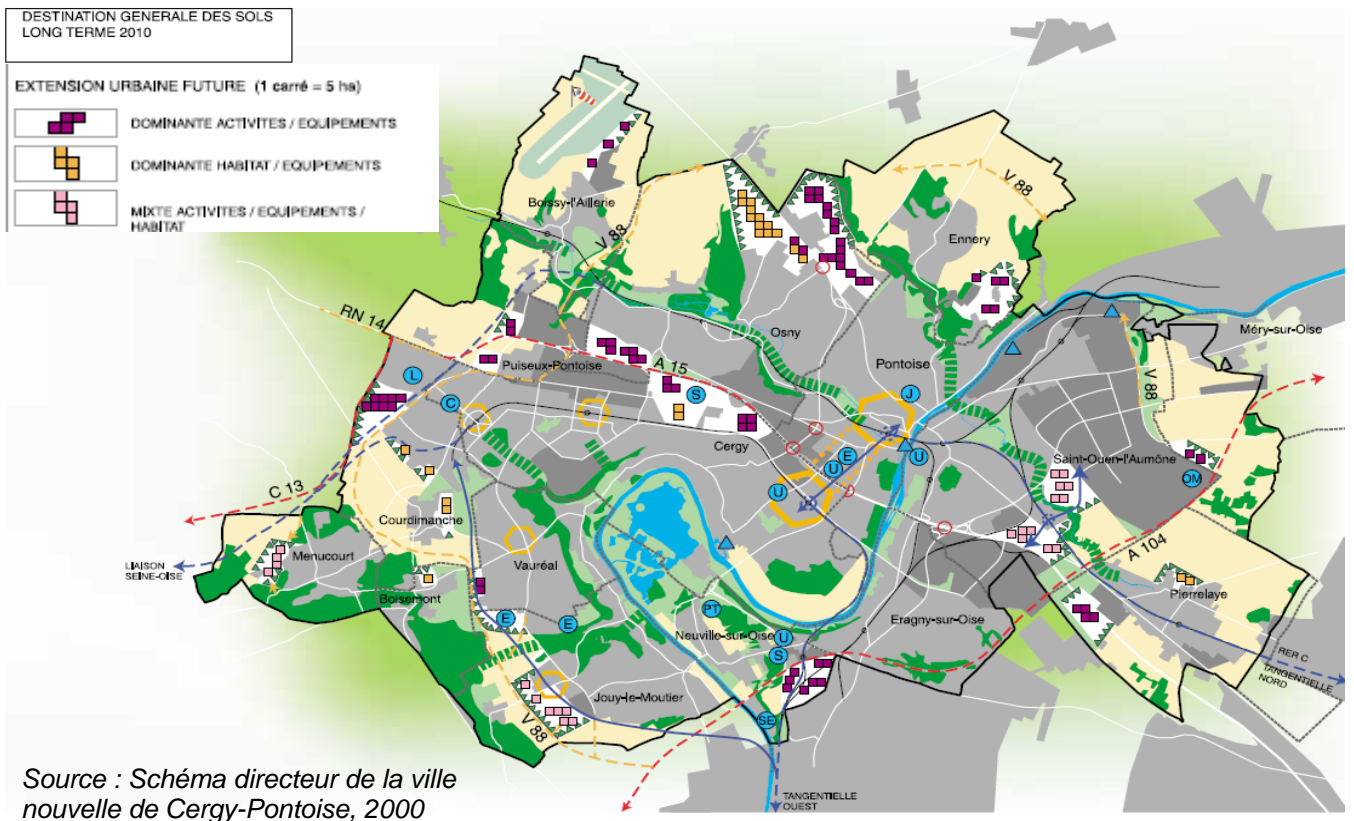 DESTINATION GENERALE DES SOLS
LONG TERME 2010
EXTENSION URBAINE FUTURE (1 carré = 5 ha)
DOMINANTE ACTIVITES / EQUIPEMENTS
DOMINANTE HABITAT / EQUIPEMENTS
MIXTE ACTIVITES / EQUIPEMENTS /
HABITAT
Boissy-l'Aillerie
V 88
V 88
Ennery
RN 14
Osny
Méry-sur-Oise
Puiseux-Pontoise
A 15
Pontoise
V 88
L
S
J
C
Cergy
E
U
U
Saint-Ouen-l'Aumône
OM
U
C 13
Courdimanche
Menucourt
LIAISON
SEINE-OISE
Vauréal
A 104
Boisemont
Pierrelaye
E
E
PT
Neuville-sur-Oise
U
S
Eragny-sur-Oise
RER C
TANGENTIELLE
NORD
Jouy-le-Moutier
V 88
SE
Source : Schéma directeur de la ville
nouvelle de Cergy-Pontoise, 2000
TANGENTIELLE
OUEST